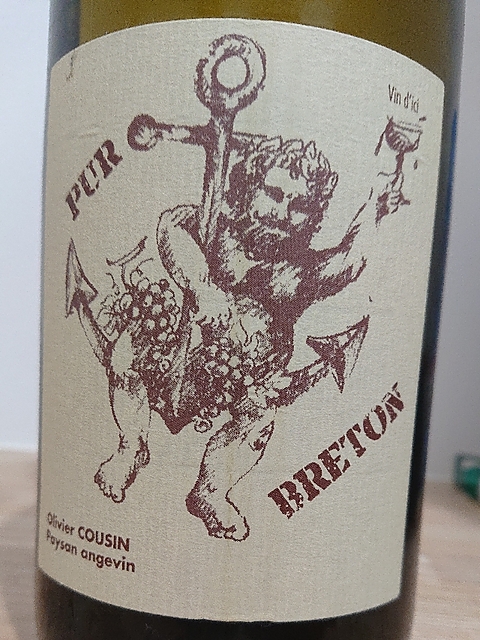 Vin d'ici
PUR
BRETON
Olivier COUSIN
Paysan angevin